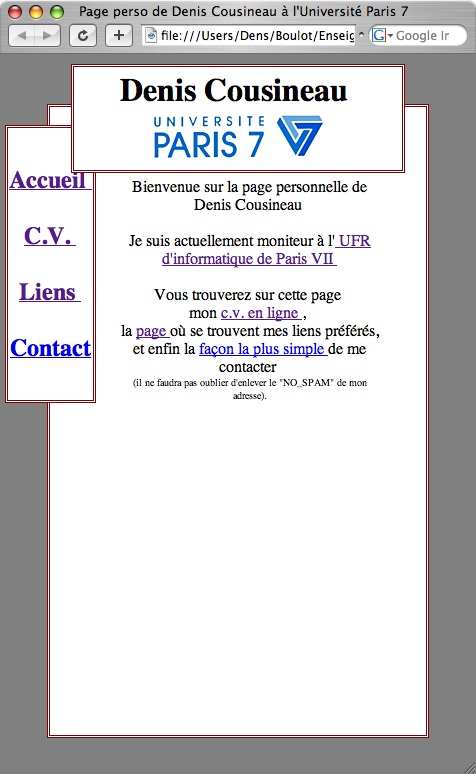 Page perso de Denis Cousineau à l'Université Paris 7
file:///Users/Dens/Boulot/Enseig
Google Ir
Denis Cousineau
UNIVERSITE
PARIS 7
Accueil
C.V.
Liens
Contact
Bienvenue sur la page personnelle de
Denis Cousineau
Je suis actuellement moniteur à l' UFR
d'informatique de Paris VII
Vous trouverez sur cette page
mon c.v. en ligne ,
la page où se trouvent mes liens préférés,
et enfin la façon la plus simple de me
contacter
(il ne faudra pas oublier d'enlever le "NO_SPAM" de mon
adresse).